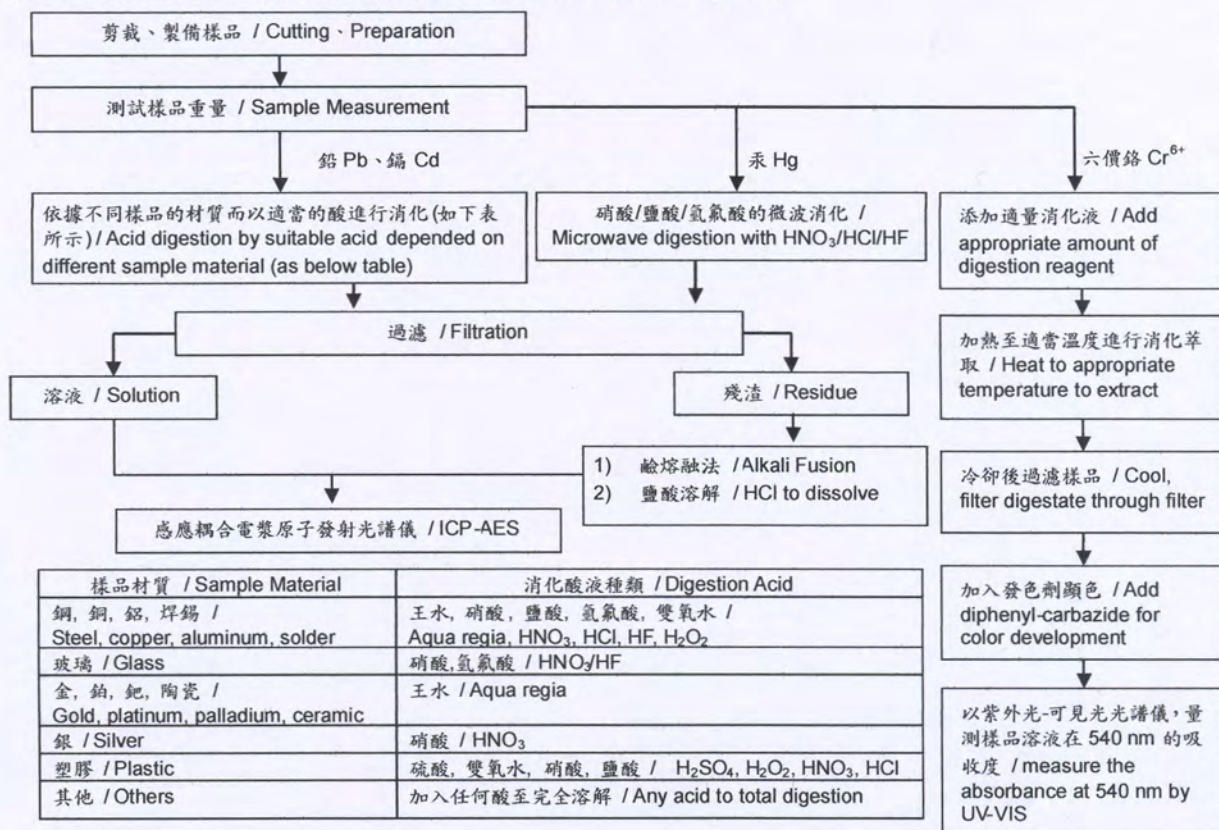 剪裁、製備樣品 / Cutting、Preparation
測試樣品重量 / Sample Measurement
鉛 Pb、鎘 Cd
汞 Hg
六價鉻 Cr⁶⁺
依據不同樣品的材質而以適當的酸進行消化(如下表
所示) / Acid digestion by suitable acid depended on
different sample material (as below table)
硝酸/鹽酸/氫氟酸的微波消化 /
Microwave digestion with HNO₃/HCl/HF
添加適量消化液 / Add
appropriate amount of
digestion reagent
過濾 / Filtration
加熱至適當溫度進行消化萃
取 / Heat to appropriate
temperature to extract
溶液 / Solution
殘渣 / Residue
1) 鹼熔融法 / Alkali Fusion
2) 鹽酸溶解 / HCl to dissolve
冷卻後過濾樣品 / Cool,
filter digestate through filter
感應耦合電漿原子發射光譜儀 / ICP-AES
加入發色劑顯色 / Add
diphenyl-carbazide for
color development
以紫外光-可見光光譜儀，量
測樣品溶液在 540 nm 的吸
收度 / measure the
absorbance at 540 nm by
UV-VIS
樣品材質 / Sample Material 消化酸液種類 / Digestion Acid
鋼, 銅, 鋁, 焊錫 / 王水, 硝酸, 鹽酸, 氫氟酸, 雙氧水 /
Steel, copper, aluminum, solder Aqua regia, HNO₃, HCl, HF, H₂O₂
玻璃 / Glass 硝酸,氫氟酸 / HNO₃/HF
金, 鉑, 鈀, 陶瓷 / 王水 / Aqua regia
Gold, platinum, palladium, ceramic
銀 / Silver 硝酸 / HNO₃
塑膠 / Plastic 硫酸, 雙氧水, 硝酸, 鹽酸 / H₂SO₄, H₂O₂, HNO₃, HCl
其他 / Others 加入任何酸至完全溶解 / Any acid to total digestion